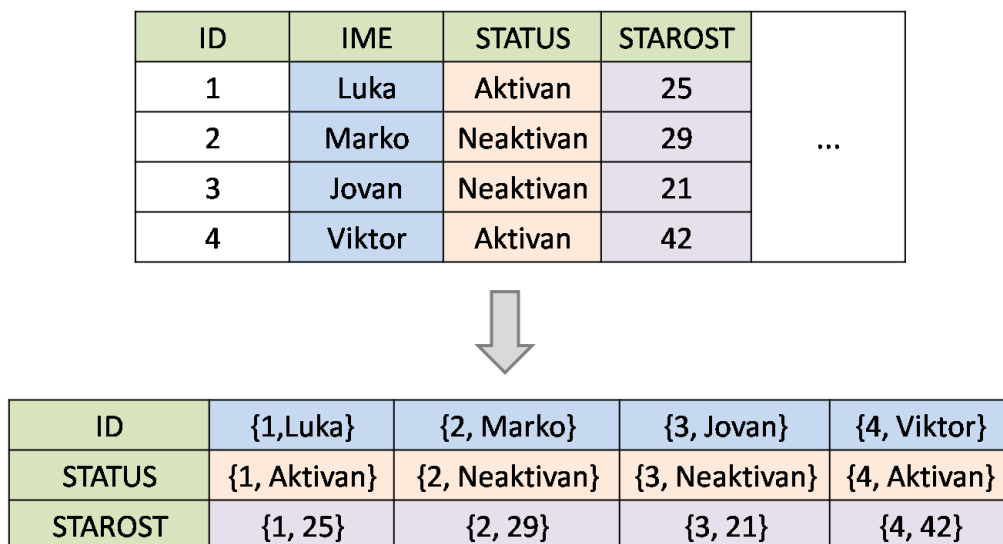 ID IME STATUS STAROST
1 Luka Aktivan 25
2 Marko Neaktivan 29 ...
3 Jovan Neaktivan 21
4 Viktor Aktivan 42
ID {1,Luka} {2, Marko} {3, Jovan} {4, Viktor}
STATUS {1, Aktivan} {2, Neaktivan} {3, Neaktivan} {4, Aktivan}
STAROST {1, 25} {2, 29} {3, 21} {4, 42}